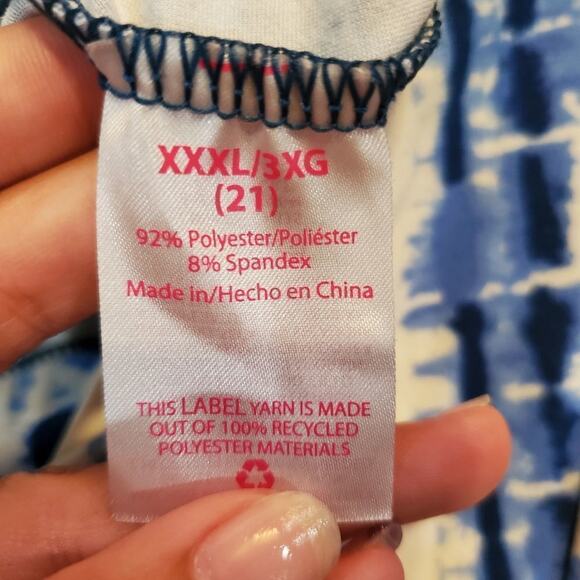 XXXL/3XG
(21)
92% Polyester/Poliéster
8% Spandex
Made in/Hecho en China
THIS LABEL YARN IS MADE
OUT OF 100% RECYCLED
POLYESTER MATERIALS